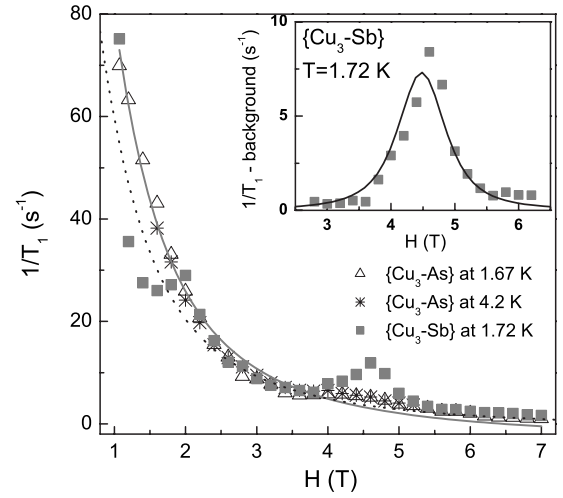 80
60
40
20
0
1/T₁ (s⁻¹)
1 2 3 4 5 6 7
H (T)
10
5
0
1/T₁ - background (s⁻¹)
{Cu₃-Sb}
T=1.72 K
3 4 5 6
H (T)
{Cu₃-As} at 1.67 K
{Cu₃-As} at 4.2 K
{Cu₃-Sb} at 1.72 K